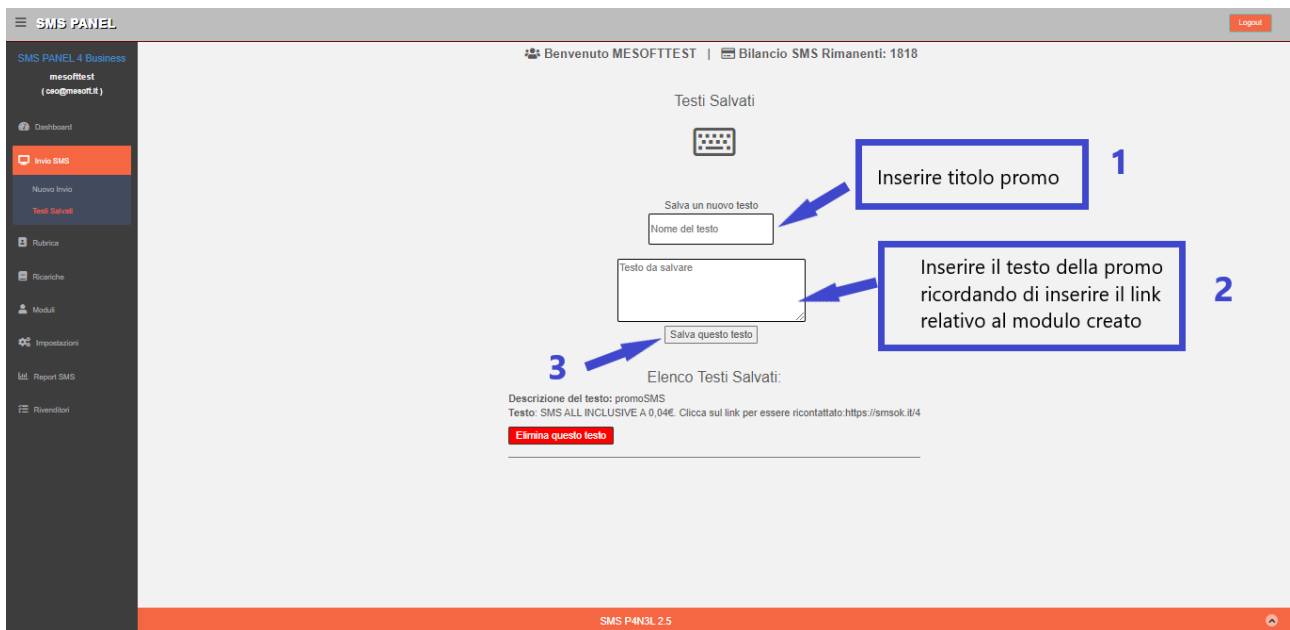 SMS PANEL
Logout
SMS PANEL 4 Business
mesofttest
( ceo@mesoft.it )
Dashboard
Invio SMS
Nuovo Invio
Testi Salvati
Rubrica
Ricariche
Moduli
Impostazioni
Report SMS
Rivenditori
Benvenuto MESOFTTEST | Bilancio SMS Rimanenti: 1818
Testi Salvati
Inserire titolo promo
1
Salva un nuovo testo
Nome del testo
Testo da salvare
Inserire il testo della promo
ricordando di inserire il link
relativo al modulo creato
2
Salva questo testo
3
Elenco Testi Salvati:
Descrizione del testo: promoSMS
Testo: SMS ALL INCLUSIVE A 0,04€. Clicca sul link per essere ricontattato:https://smsok.it/4
Elimina questo testo
SMS P4N3L 2.5